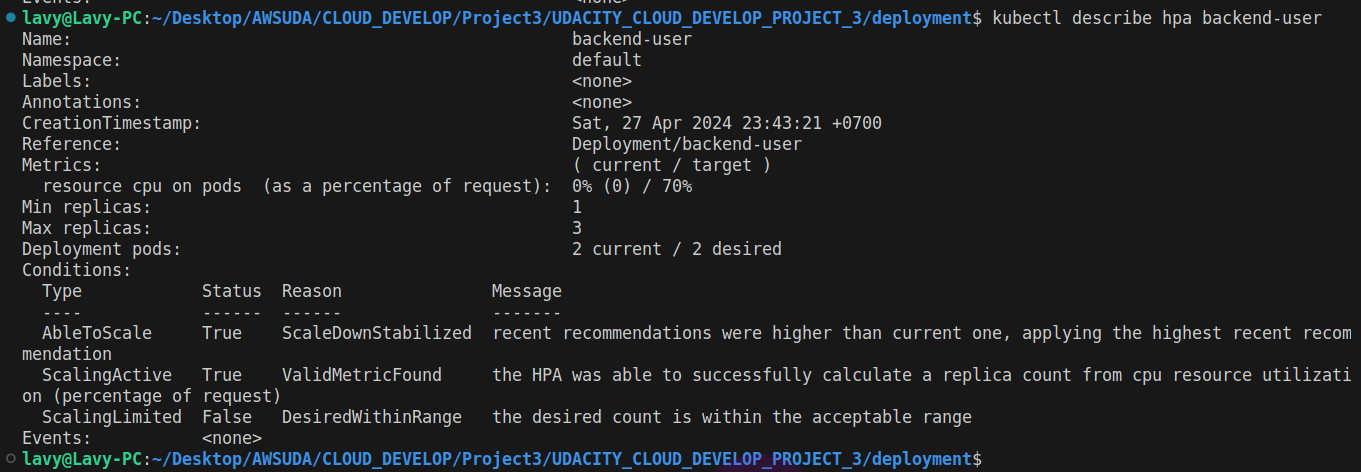 Events: <none>
lavy@Lavy-PC:~/Desktop/AWSUDA/CLOUD_DEVELOP/Project3/UDACITY_CLOUD_DEVELOP_PROJECT_3/deployment$ kubectl describe hpa backend-user
Name: backend-user
Namespace: default
Labels: <none>
Annotations: <none>
CreationTimestamp: Sat, 27 Apr 2024 23:43:21 +0700
Reference: Deployment/backend-user
Metrics: ( current / target )
resource cpu on pods (as a percentage of request): 0% (0) / 70%
Min replicas: 1
Max replicas: 3
Deployment pods: 2 current / 2 desired
Conditions:
Type Status Reason Message
---- ------ ------ -------
AbleToScale True ScaleDownStabilized recent recommendations were higher than current one, applying the highest recent recom
mendation
ScalingActive True ValidMetricFound the HPA was able to successfully calculate a replica count from cpu resource utilizati
on (percentage of request)
ScalingLimited False DesiredWithinRange the desired count is within the acceptable range
Events: <none>
lavy@Lavy-PC:~/Desktop/AWSUDA/CLOUD_DEVELOP/Project3/UDACITY_CLOUD_DEVELOP_PROJECT_3/deployment$